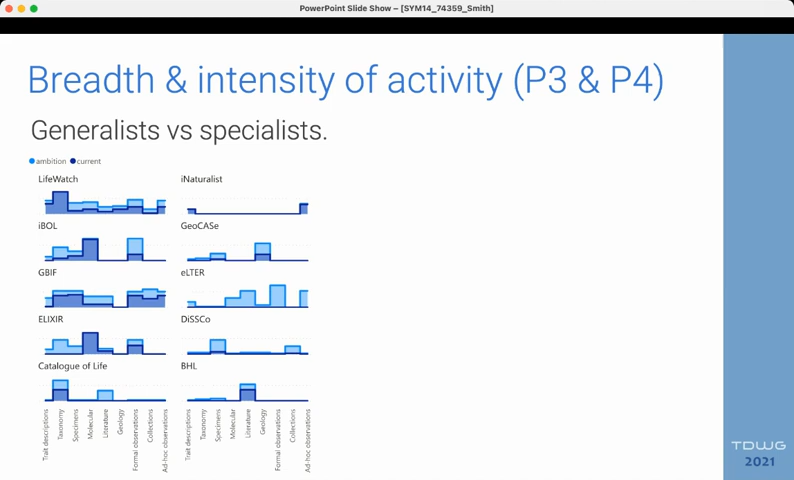 PowerPoint Slide Show – [SYM14_74359_Smith]
Breadth & intensity of activity (P3 & P4)
Generalists vs specialists.
ambition current
LifeWatch
iNaturalist
iBOL
GeoCASe
GBIF
eLTER
ELIXIR
DiSSCo
Catalogue of Life
BHL
Trait descriptions
Taxonomy
Specimens
Molecular
Literature
Geology
Formal observations
Collections
Ad-hoc observations
Trait descriptions
Taxonomy
Specimens
Molecular
Literature
Geology
Formal observations
Collections
Ad-hoc observations
TDWG
2021